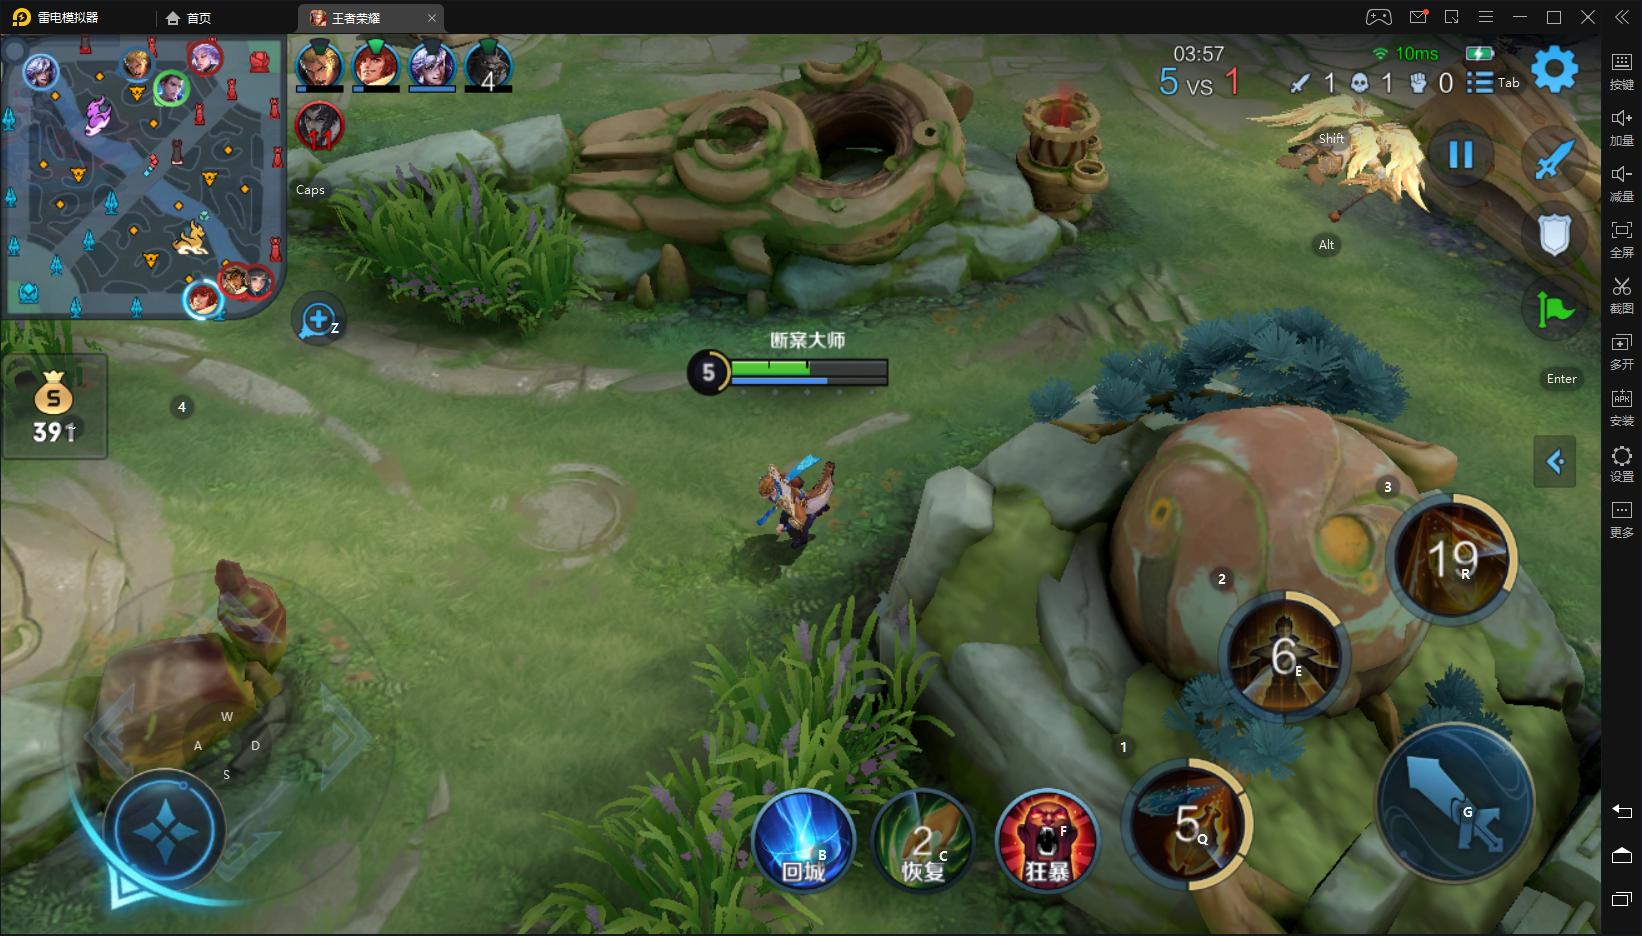 雷电模拟器
首页
王者荣耀
03:57
5 vs 1
10ms
1
1
0
Tab
4
11
Caps
Shift
Alt
Z
Enter
断案大师
5
S
391
4
3
2
1
19
R
6
E
5
Q
G
W
A
D
S
B
回城
2
C
恢复
F
狂暴
按键
加量
减量
全屏
截图
多开
APK
安装
设置
更多